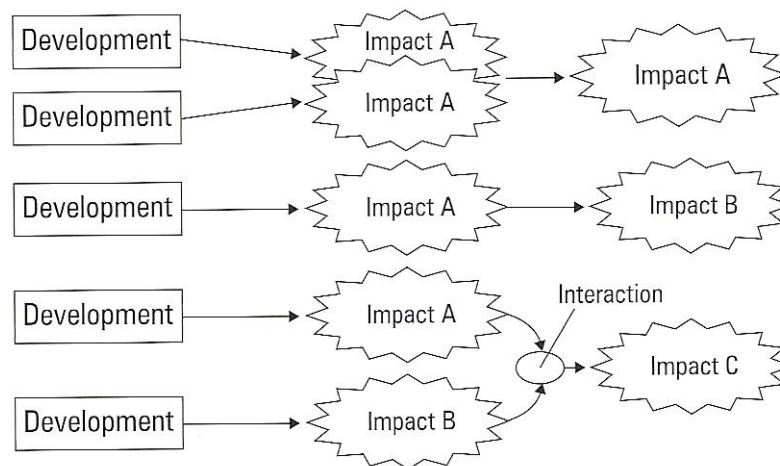 Development
Impact A
Impact A
Development
Impact A
Development
Impact A
Impact B
Development
Impact A
Interaction
Impact C
Development
Impact B